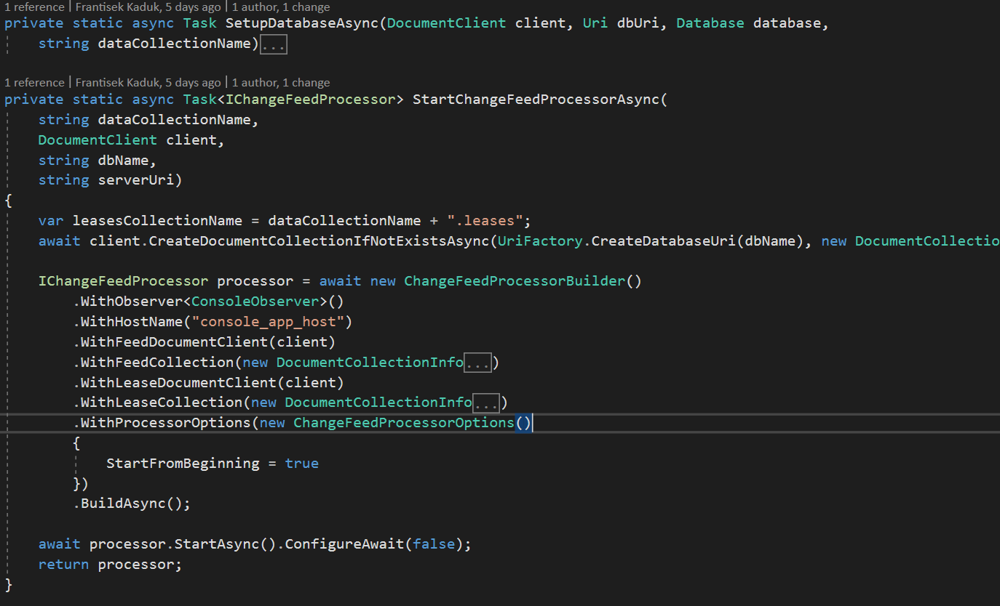 1 reference | Frantisek Kaduk, 5 days ago | 1 author, 1 change
private static async Task SetupDatabaseAsync(DocumentClient client, Uri dbUri, Database database,
    string dataCollectionName)...
1 reference | Frantisek Kaduk, 5 days ago | 1 author, 1 change
private static async Task<IChangeFeedProcessor> StartChangeFeedProcessorAsync(
    string dataCollectionName,
    DocumentClient client,
    string dbName,
    string serverUri)
{
    var leasesCollectionName = dataCollectionName + ".leases";
    await client.CreateDocumentCollectionIfNotExistsAsync(UriFactory.CreateDatabaseUri(dbName), new DocumentCollectio
    IChangeFeedProcessor processor = await new ChangeFeedProcessorBuilder()
        .WithObserver<ConsoleObserver>()
        .WithHostName("console_app_host")
        .WithFeedDocumentClient(client)
        .WithFeedCollection(new DocumentCollectionInfo...)
        .WithLeaseDocumentClient(client)
        .WithLeaseCollection(new DocumentCollectionInfo...)
        .WithProcessorOptions(new ChangeFeedProcessorOptions()
        {
            StartFromBeginning = true
        })
        .BuildAsync();
    await processor.StartAsync().ConfigureAwait(false);
    return processor;
}